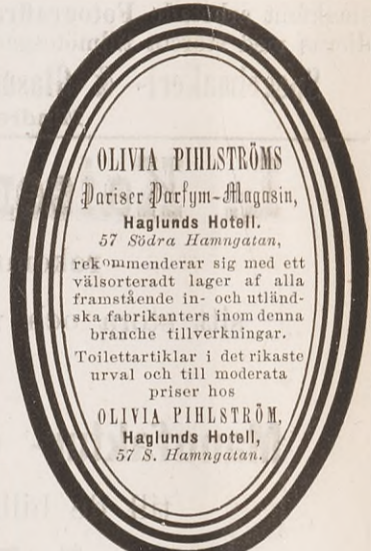 OLIVIA PIHLSTRÖMS
Pariser Parfym-Magasin,
Haglunds Hotell.
57 Södra Hamngatan,
rekommenderar sig med ett
välsorteradt lager af alla
framstående in- och utländ-
ska fabrikanters inom denna
branche tillverkningar.
Toilettartiklar i det rikaste
urval och till moderata
priser hos
OLIVIA PIHLSTRÖM,
Haglunds Hotell,
57 S. Hamngatan.